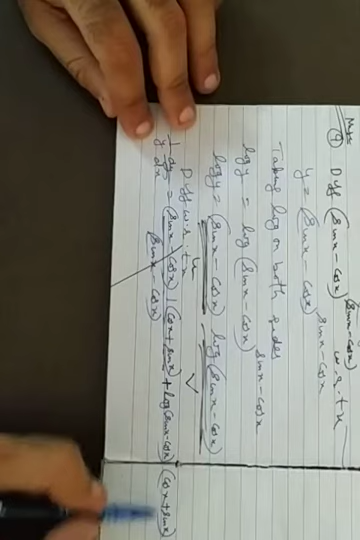 (9) Diff (sinx - cosx)^(sinx - cosx) w.r.t x
y = (sinx - cosx)^sinx - cosx
Taking log on both sides
log y = log (sinx - cosx)^sinx - cosx
log y = (sinx - cosx) log (sinx - cosx)
u v
Diff w.r.t x
1/y dy/dx = (sinx - cosx) 1/(sinx - cosx) (cosx + sinx) + log(sinx - cosx) (cosx + sinx)